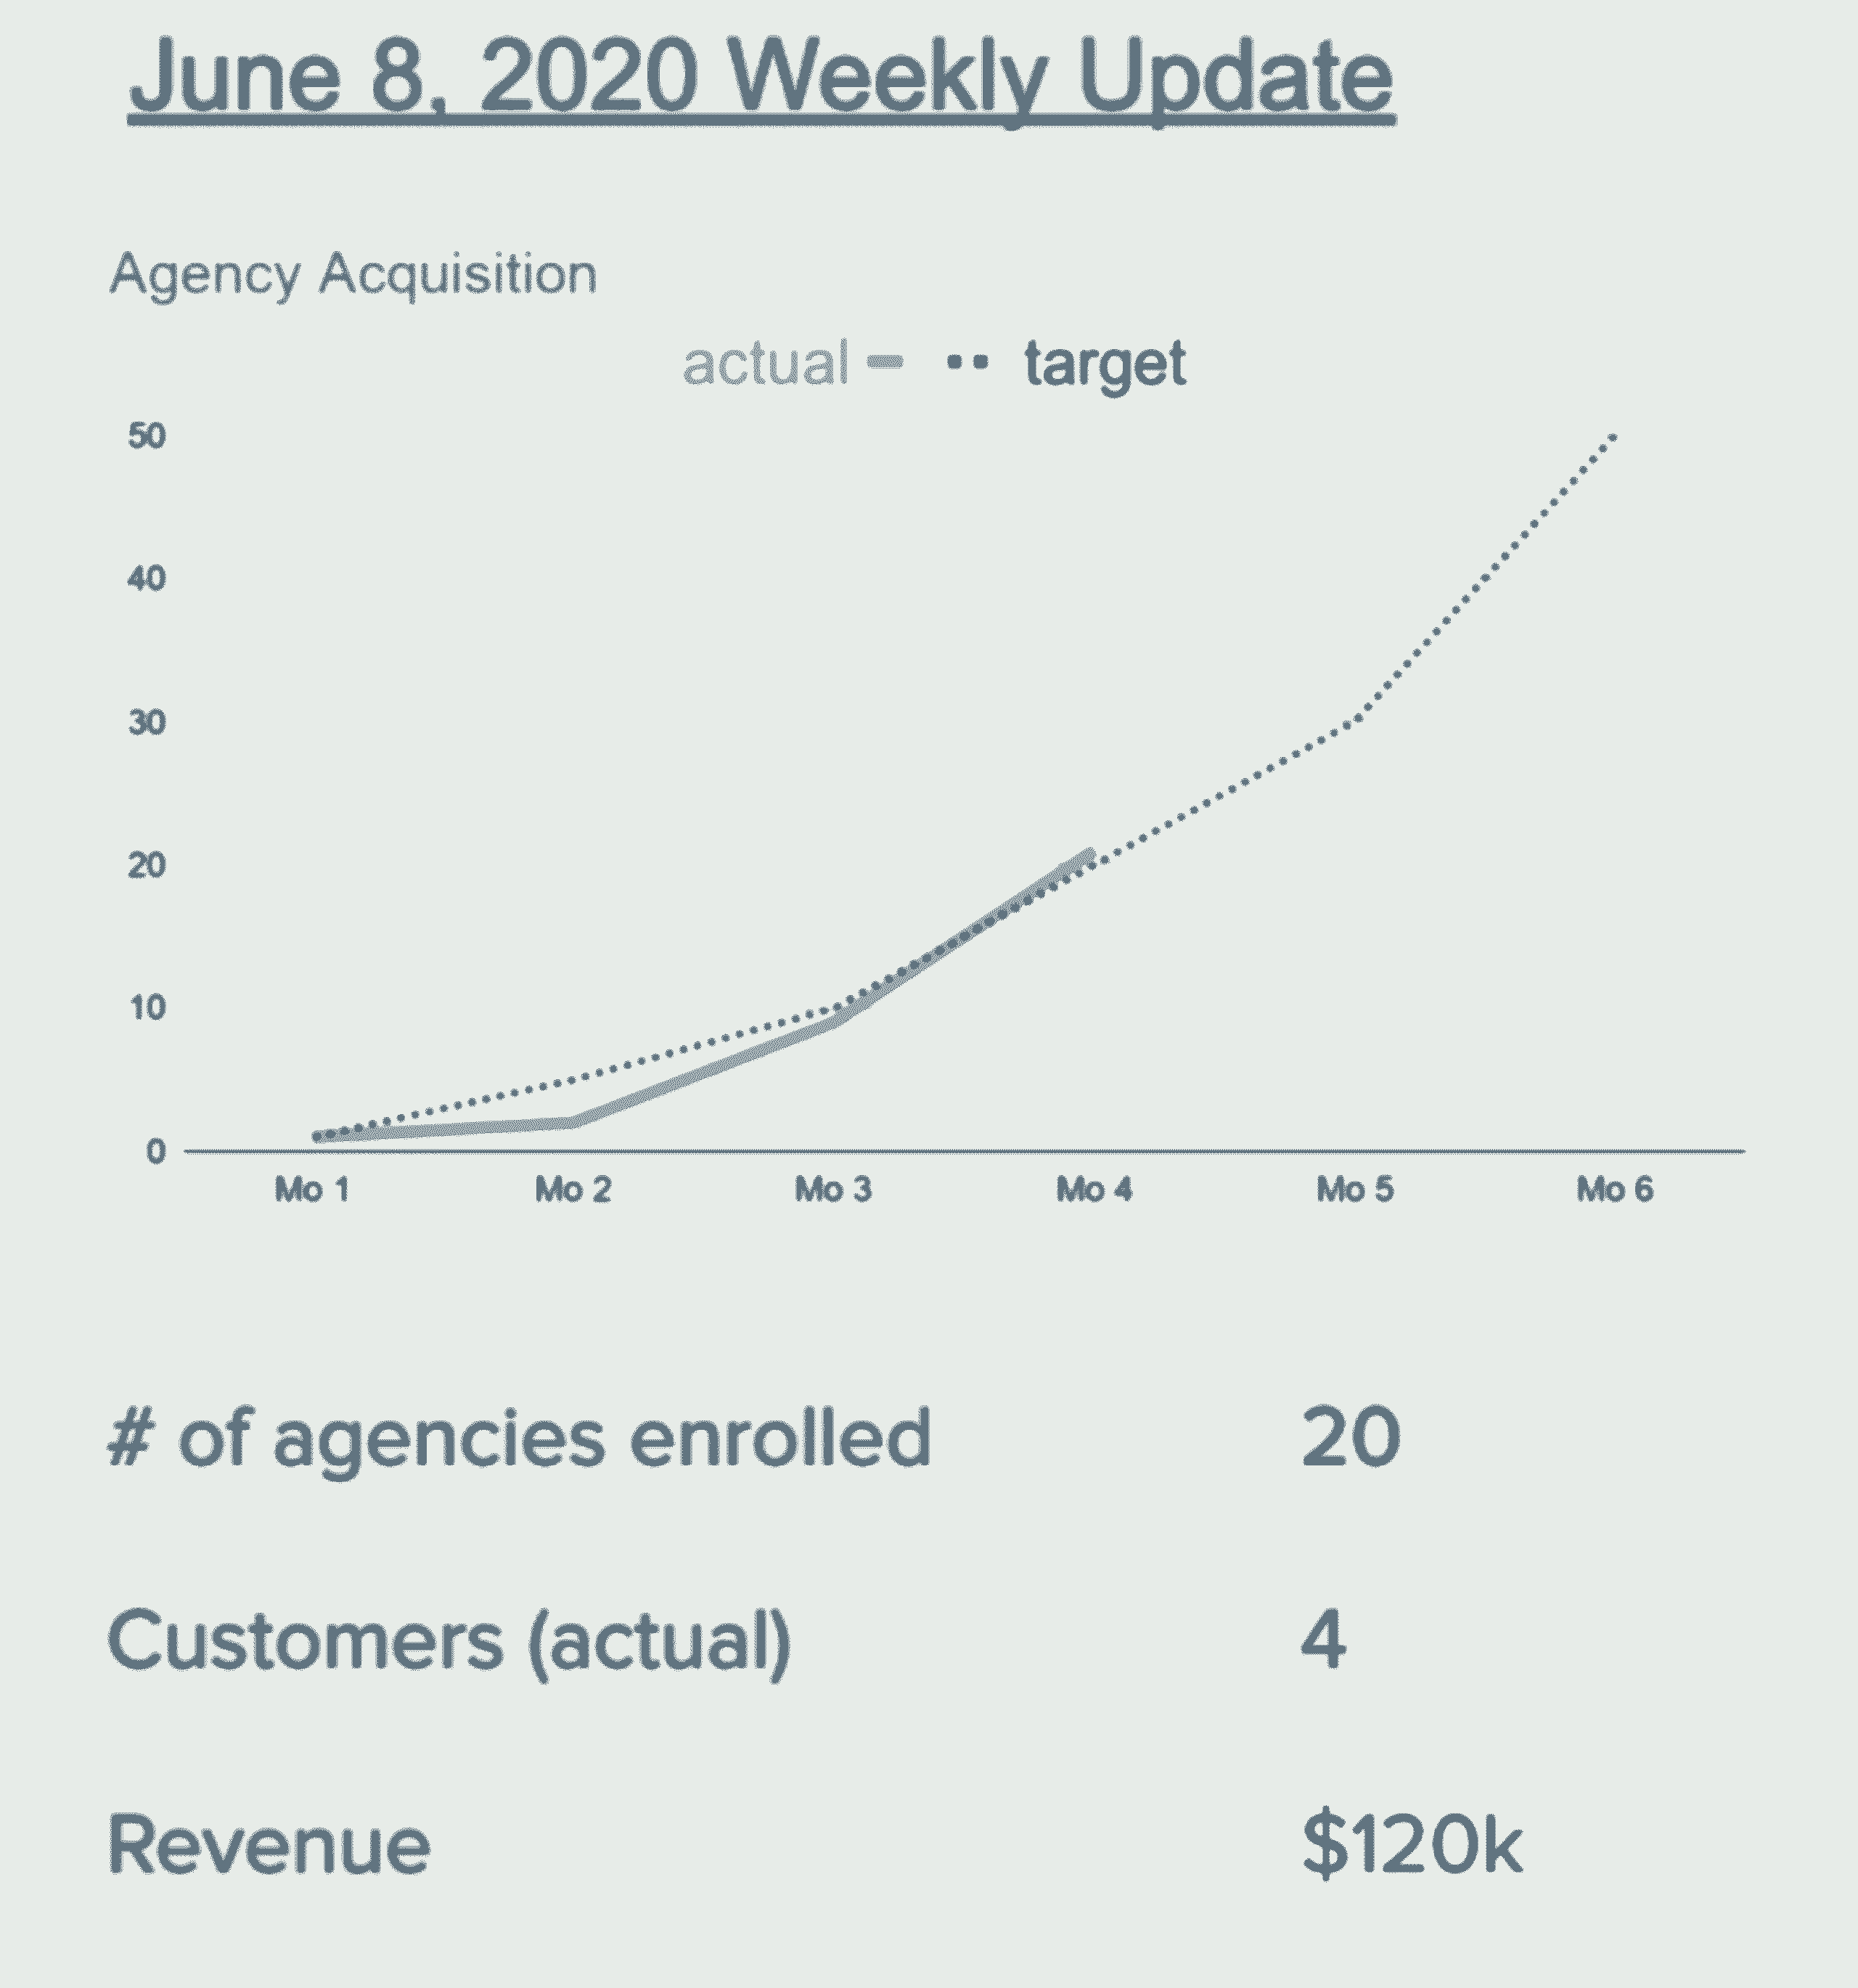 June 8, 2020 Weekly Update
Agency Acquisition
actual target
50
40
30
20
10
0
Mo 1 Mo 2 Mo 3 Mo 4 Mo 5 Mo 6
# of agencies enrolled 20
Customers (actual) 4
Revenue $120k